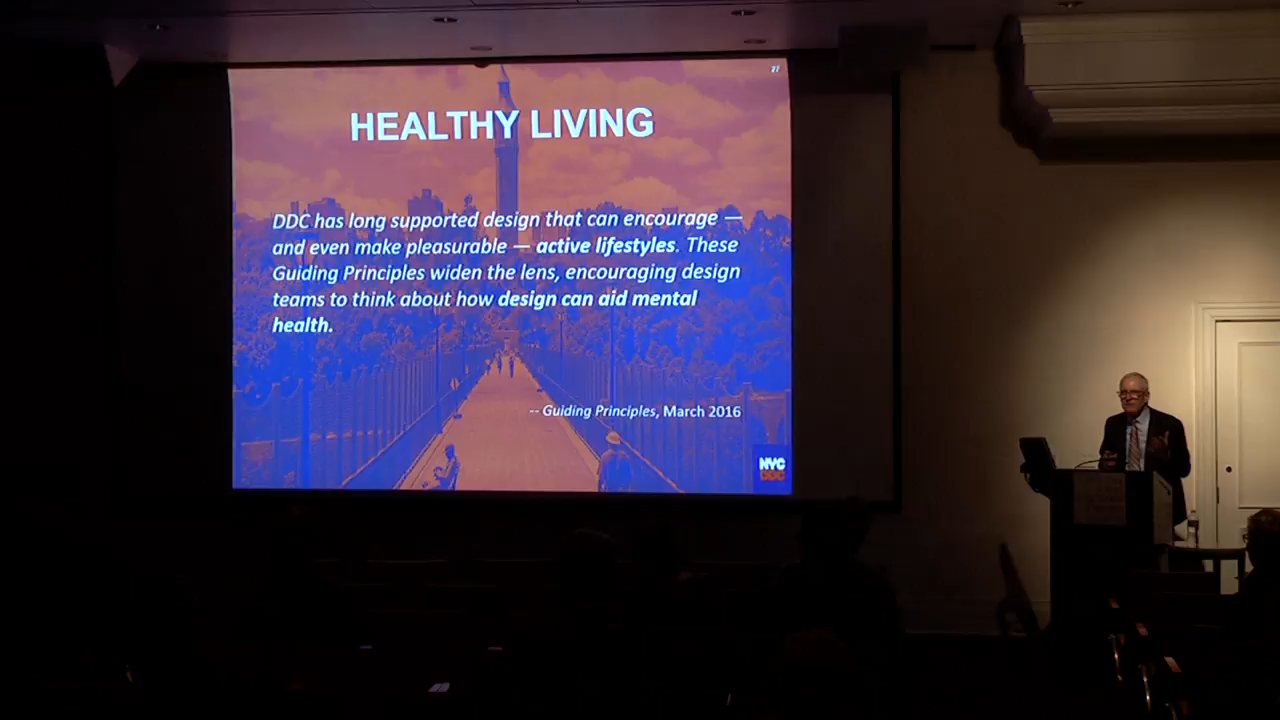 27
HEALTHY LIVING
DDC has long supported design that can encourage —
and even make pleasurable — active lifestyles. These
Guiding Principles widen the lens, encouraging design
teams to think about how design can aid mental
health.
-- Guiding Principles, March 2016
NYC
DDC